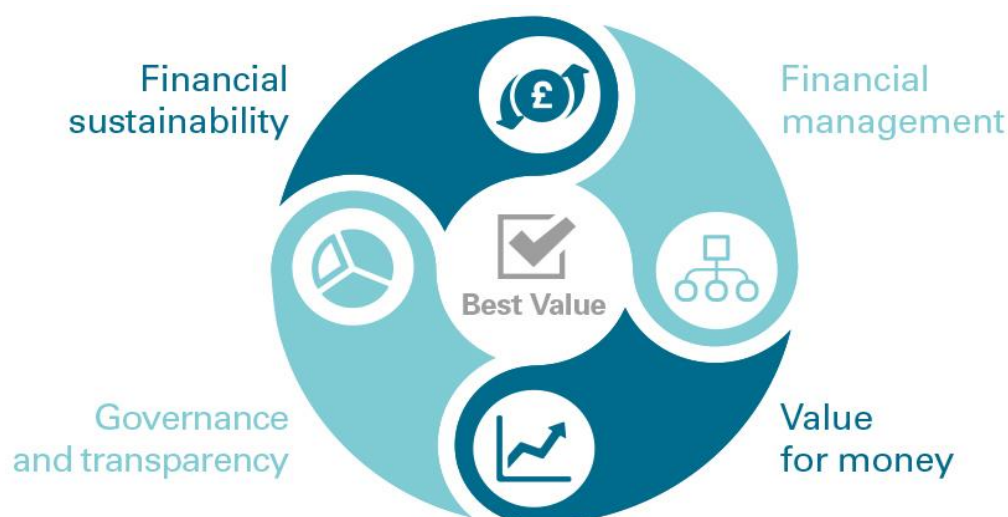 Financial
sustainability
Financial
management
£
Best Value
Governance
and transparency
Value
for money